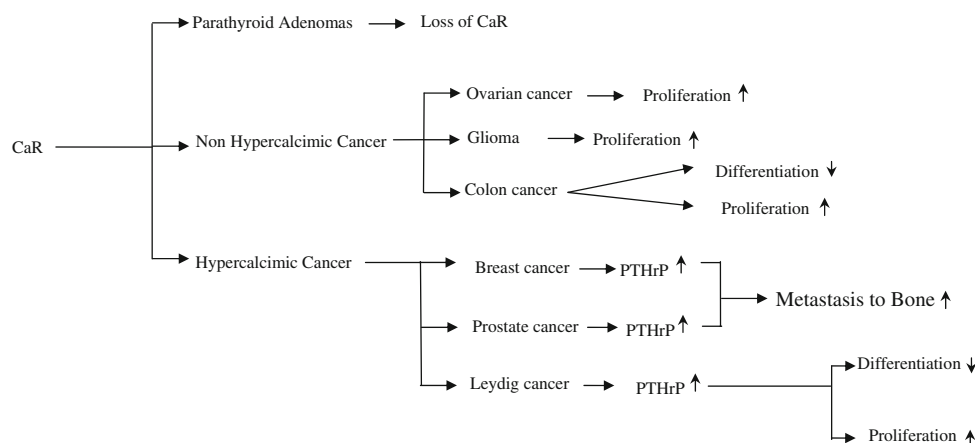 Parathyroid Adenomas Loss of CaR
Ovarian cancer Proliferation ↑
CaR Non Hypercalcimic Cancer Glioma Proliferation ↑
Colon cancer Differentiation ↓
Proliferation ↑
Hypercalcimic Cancer Breast cancer PTHrP ↑
Metastasis to Bone ↑
Prostate cancer PTHrP ↑
Leydig cancer PTHrP ↑ Differentiation ↓
Proliferation ↑